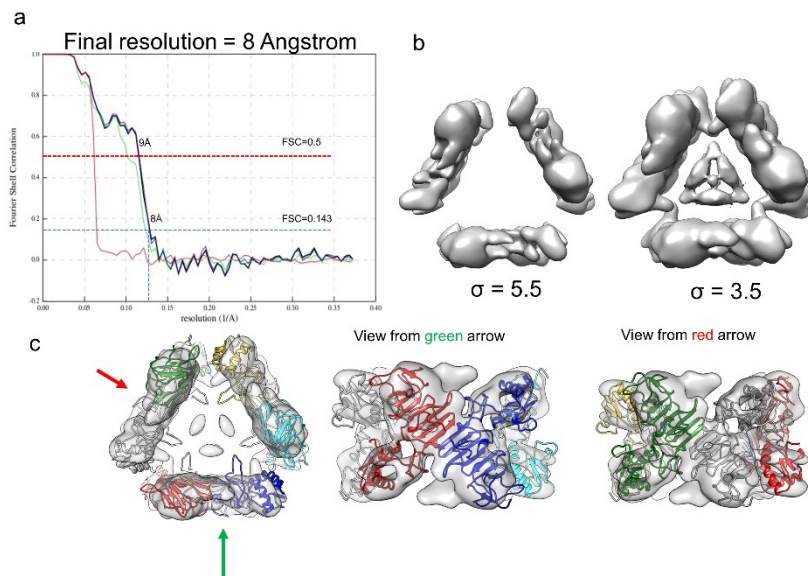 a
Final resolution = 8 Angstrom
1.0
0.8
0.6
0.4
0.2
0.0
-0.2
Fourier Shell Correlation
9Å
FSC=0.5
8Å
FSC=0.143
0.00
0.05
0.10
0.15
0.20
0.25
0.30
0.35
0.40
resolution (1/A)
b
σ = 5.5
σ = 3.5
c
View from green arrow
View from red arrow